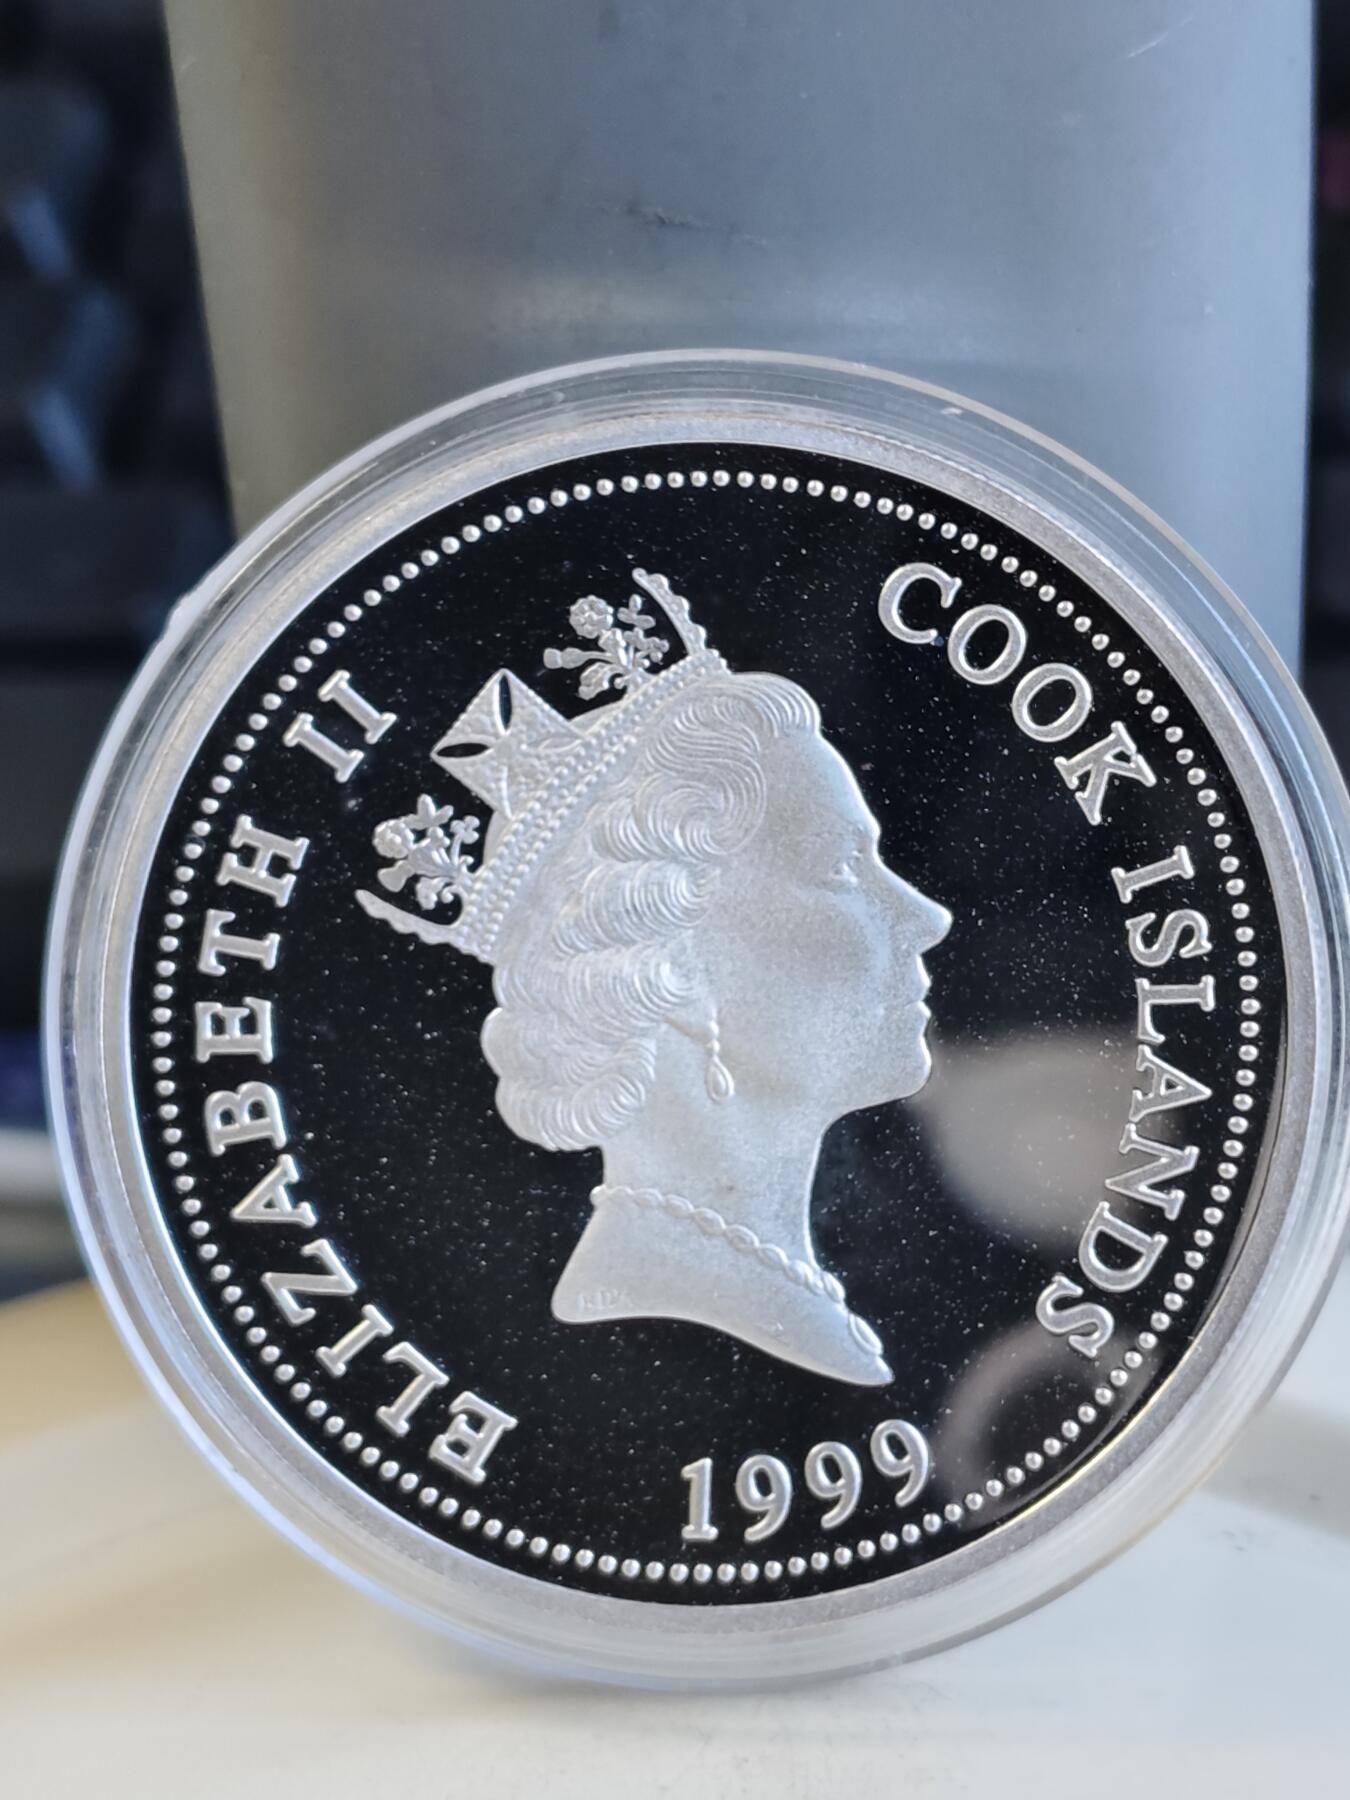 ELIZABETH II
COOK ISLANDS
1999